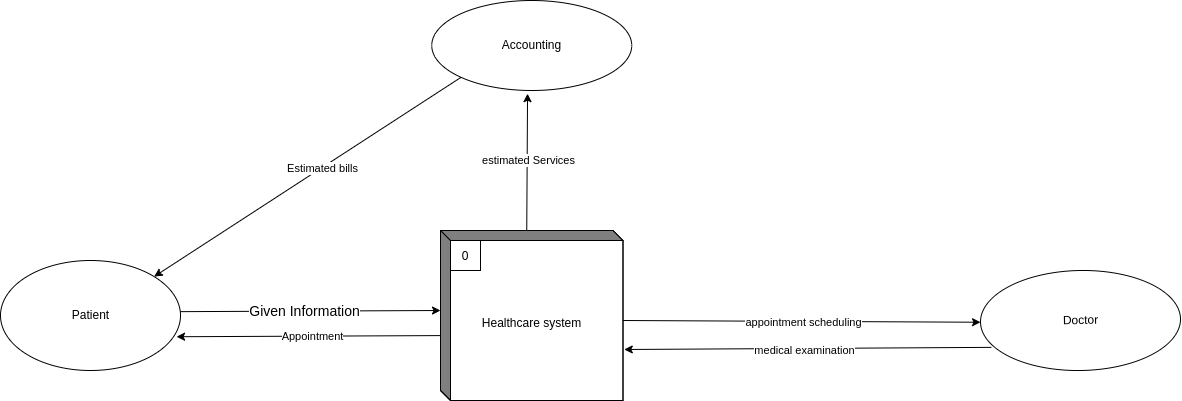 Accounting
Estimated bills
estimated Services
0
Patient
Given Information
Appointment
Healthcare system
appointment scheduling
medical examination
Doctor